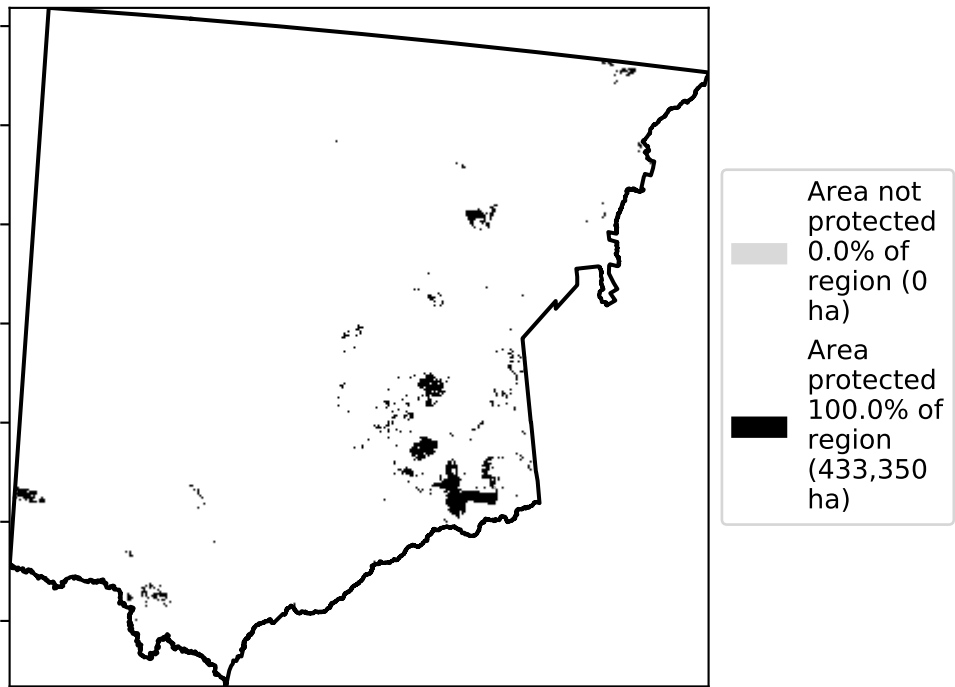 Area not
protected
0.0% of
region (0
ha)
Area
protected
100.0% of
region
(433,350
ha)